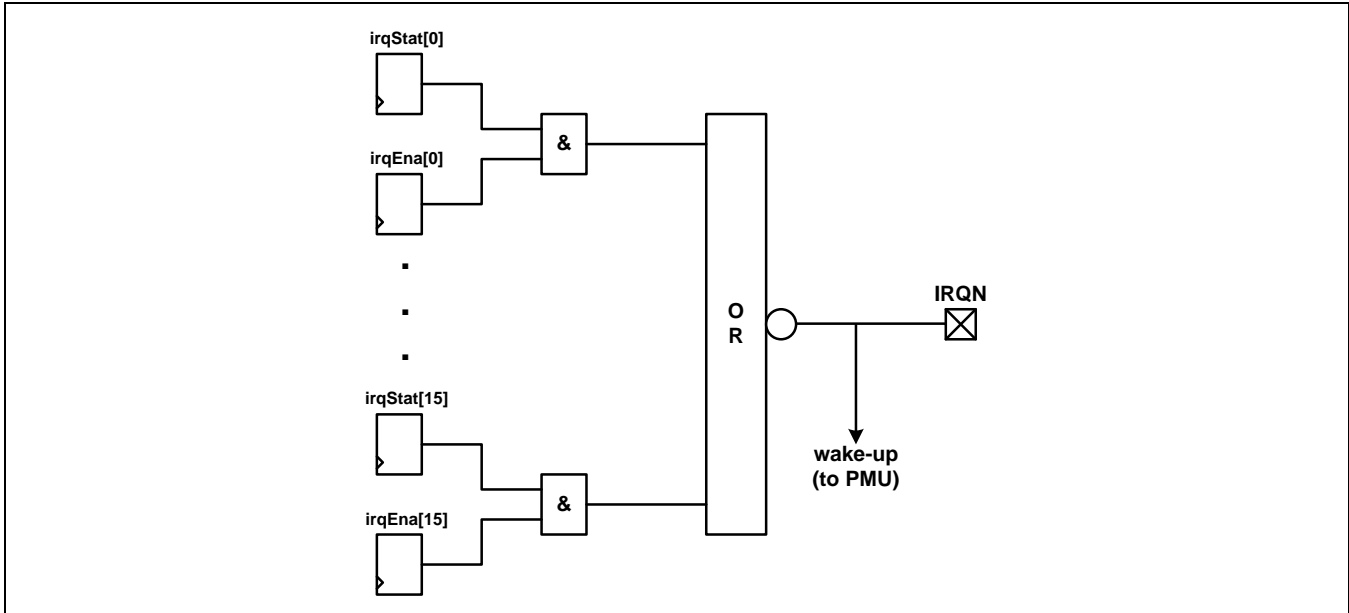 irqStat[0]
&
irqEna[0]
.
.
.
O
R
IRQN
irqStat[15]
wake-up
(to PMU)
&
irqEna[15]